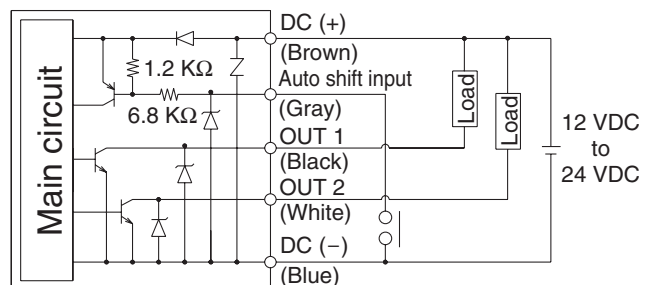 Main circuit
DC (+)
(Brown)
1.2 KΩ
Auto shift input
6.8 KΩ
(Gray)
OUT 1
(Black)
OUT 2
(White)
DC (−)
(Blue)
Load
Load
12 VDC
to
24 VDC